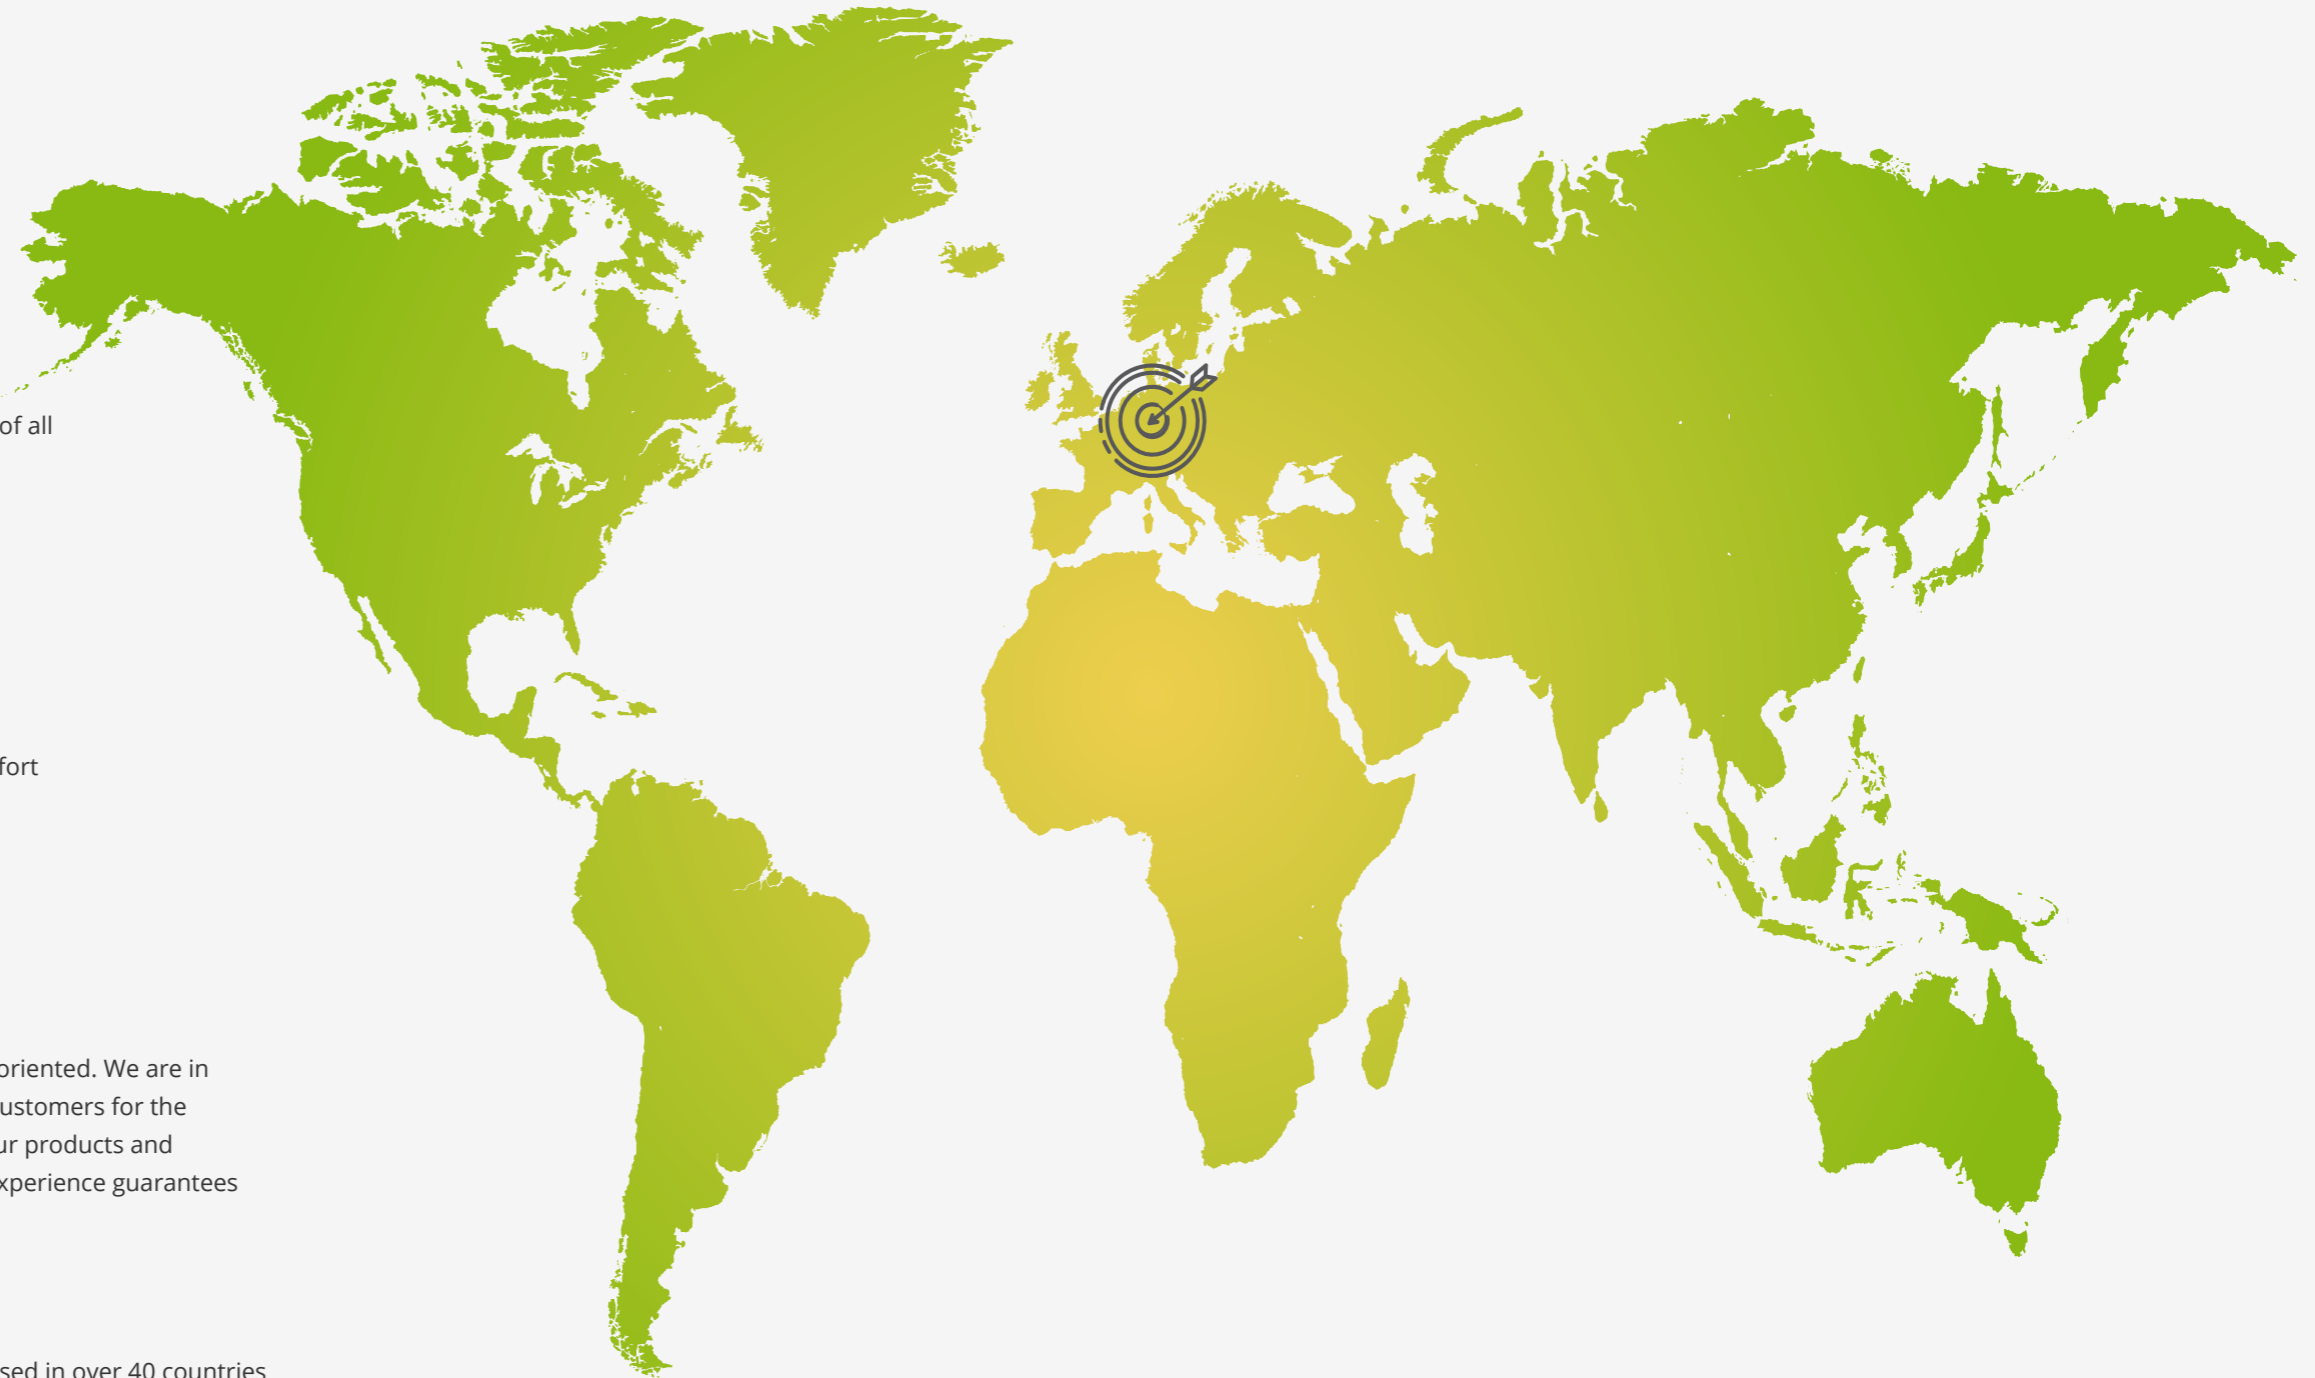 of all
fort
oriented. We are in
ustomers for the
ur products and
xperience guarantees
sed in over 40 countries